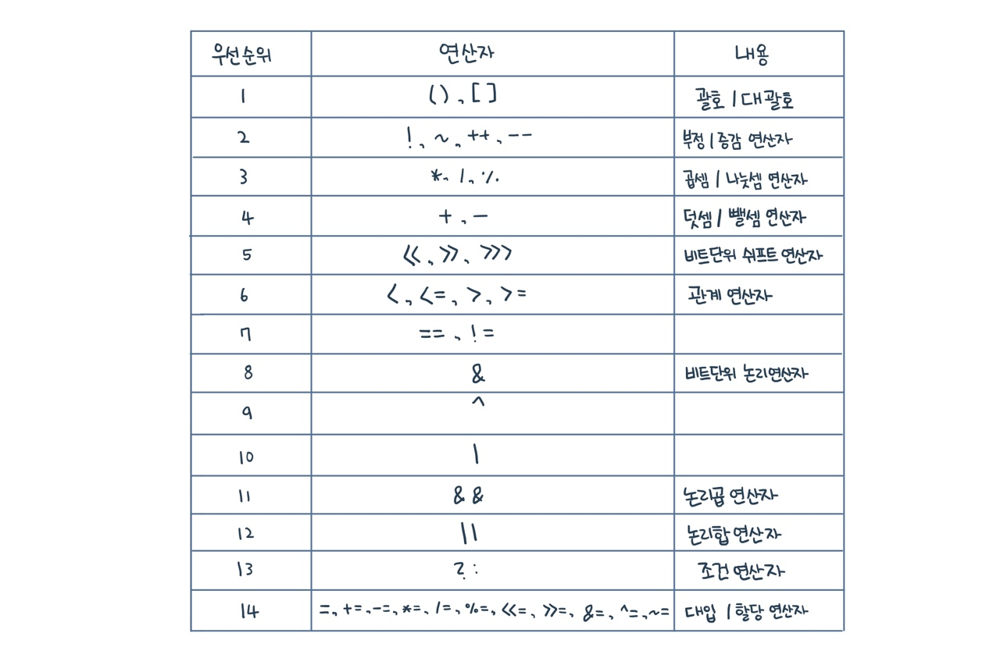 우선순위 연산자 내용
1 ( ) , [ ] 괄호 / 대괄호
2 ! , ~ , ++ , -- 부정 / 증감 연산자
3 * , / , % 곱셈 / 나눗셈 연산자
4 + , - 덧셈 / 뺄셈 연산자
5 << , >> , >>> 비트단위 쉬프트 연산자
6 < , <= , > , >= 관계 연산자
7 == , !=
8 & 비트단위 논리연산자
9 ^
10 |
11 && 논리곱 연산자
12 || 논리합 연산자
13 ? : 조건 연산자
14 =, +=, -=, *=, /=, %=, <<=, >>=, &=, ^=, ~= 대입 / 할당 연산자